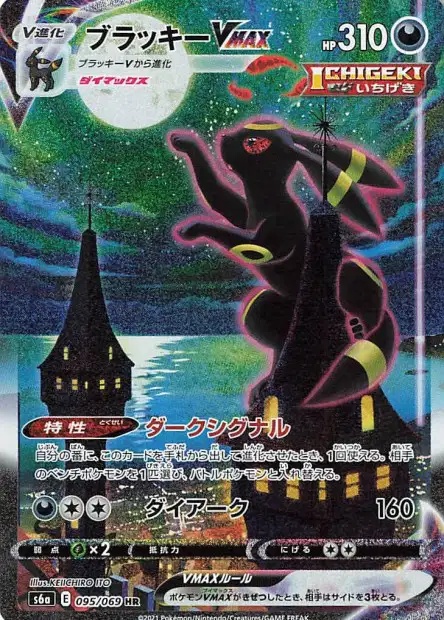 V進化
ブラッキーVMAX
HP310
ブラッキーVから進化
ダイマックス
ICHIGEKI
いちげき
特性 とくせい ダークシグナル
自分の番に、このカードを手札から出して進化させたとき、1回使える。相手
のベンチポケモンを1匹選び、バトルポケモンと入れ替える。
ダイアーク 160
弱点 ×2 抵抗力 にげる
Illus. KEIICHIRO ITO
VMAXルール
s6a E 095/069 HR
ポケモンVMAXがきぜつしたとき、相手はサイドを3枚とる。
©2021 Pokémon/Nintendo/Creatures/GAME FREAK